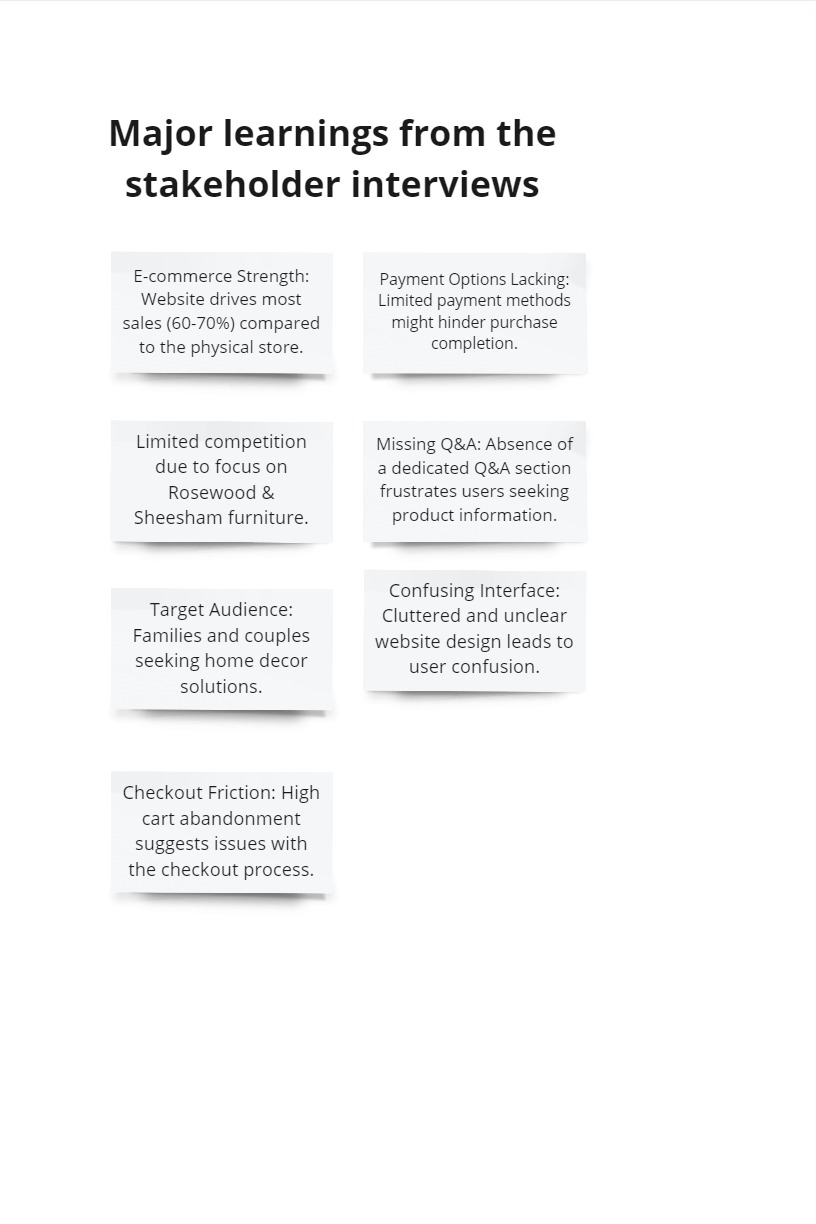 Major learnings from the
stakeholder interviews
E-commerce Strength:
Website drives most
sales (60-70%) compared
to the physical store.
Payment Options Lacking:
Limited payment methods
might hinder purchase
completion.
Limited competition
due to focus on
Rosewood &
Sheesham furniture.
Missing Q&A: Absence of
a dedicated Q&A section
frustrates users seeking
product information.
Target Audience:
Families and couples
seeking home decor
solutions.
Confusing Interface:
Cluttered and unclear
website design leads to
user confusion.
Checkout Friction: High
cart abandonment
suggests issues with
the checkout process.